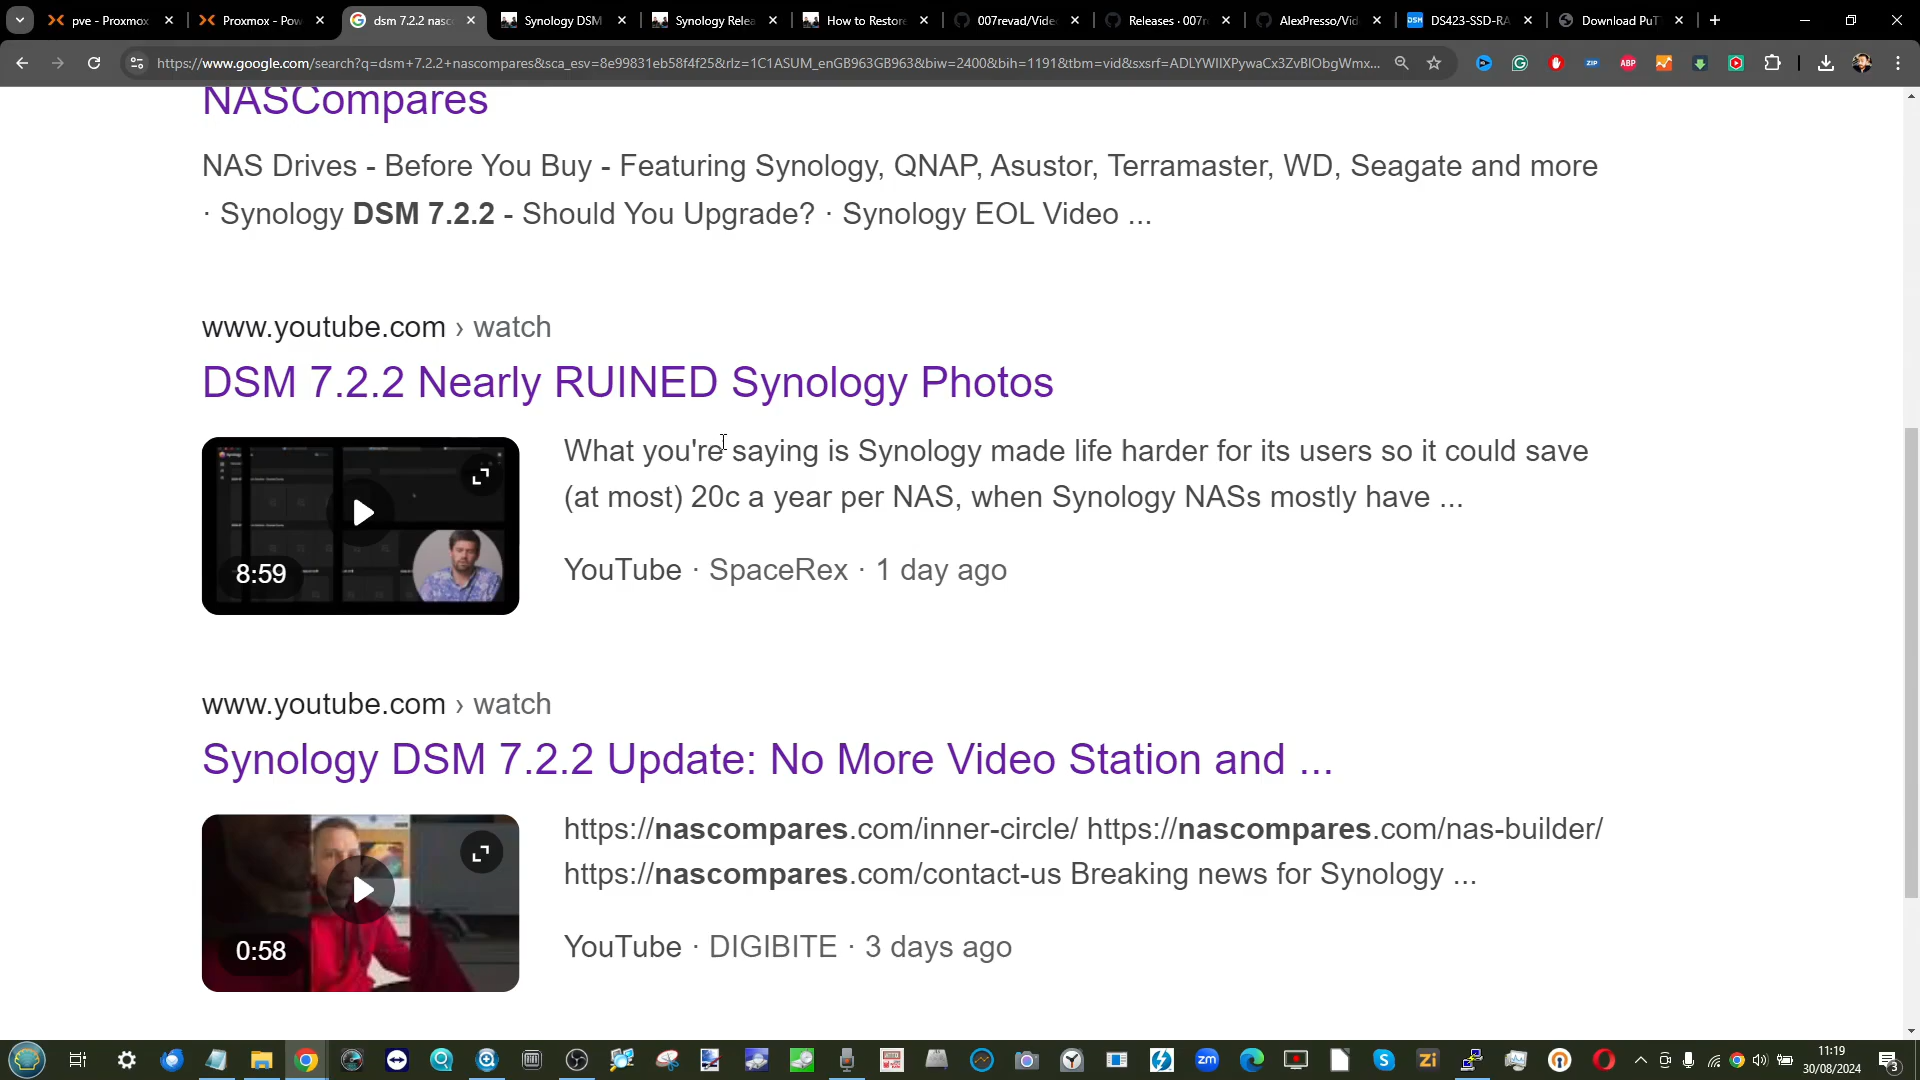 pve - Proxmox
Proxmox - Pow
dsm 7.2.2 nasc
Synology DSM
Synology Relea
How to Restore
007revad/Vide
Releases · 007r
AlexPresso/Vid
DS423-SSD-RA
Download PuT
https://www.google.com/search?q=dsm+7.2.2+nascompares&sca_esv=8e99831eb58f4f25&rlz=1C1ASUM_enGB963GB963&biw=2400&bih=1191&tbm=vid&sxsrf=ADLYWIIXPywaCx3ZvBlObgWmx...
NASCompares
NAS Drives - Before You Buy - Featuring Synology, QNAP, Asustor, Terramaster, WD, Seagate and more
· Synology DSM 7.2.2 - Should You Upgrade? · Synology EOL Video ...
www.youtube.com › watch
DSM 7.2.2 Nearly RUINED Synology Photos
What you're saying is Synology made life harder for its users so it could save
(at most) 20c a year per NAS, when Synology NASs mostly have ...
8:59
YouTube · SpaceRex · 1 day ago
www.youtube.com › watch
Synology DSM 7.2.2 Update: No More Video Station and ...
https://nascompares.com/inner-circle/ https://nascompares.com/nas-builder/
https://nascompares.com/contact-us Breaking news for Synology ...
0:58
YouTube · DIGIBITE · 3 days ago
11:19
30/08/2024